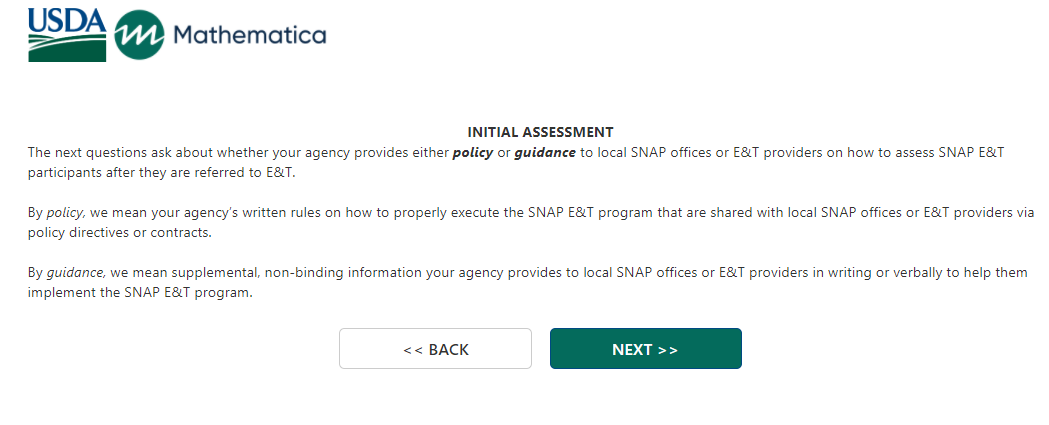 USDA
m Mathematica
INITIAL ASSESSMENT
The next questions ask about whether your agency provides either policy or guidance to local SNAP offices or E&T providers on how to assess SNAP E&T
participants after they are referred to E&T.
By policy, we mean your agency's written rules on how to properly execute the SNAP E&T program that are shared with local SNAP offices or E&T providers via
policy directives or contracts.
By guidance, we mean supplemental, non-binding information your agency provides to local SNAP offices or E&T providers in writing or verbally to help them
implement the SNAP E&T program.
<< BACK
NEXT >>